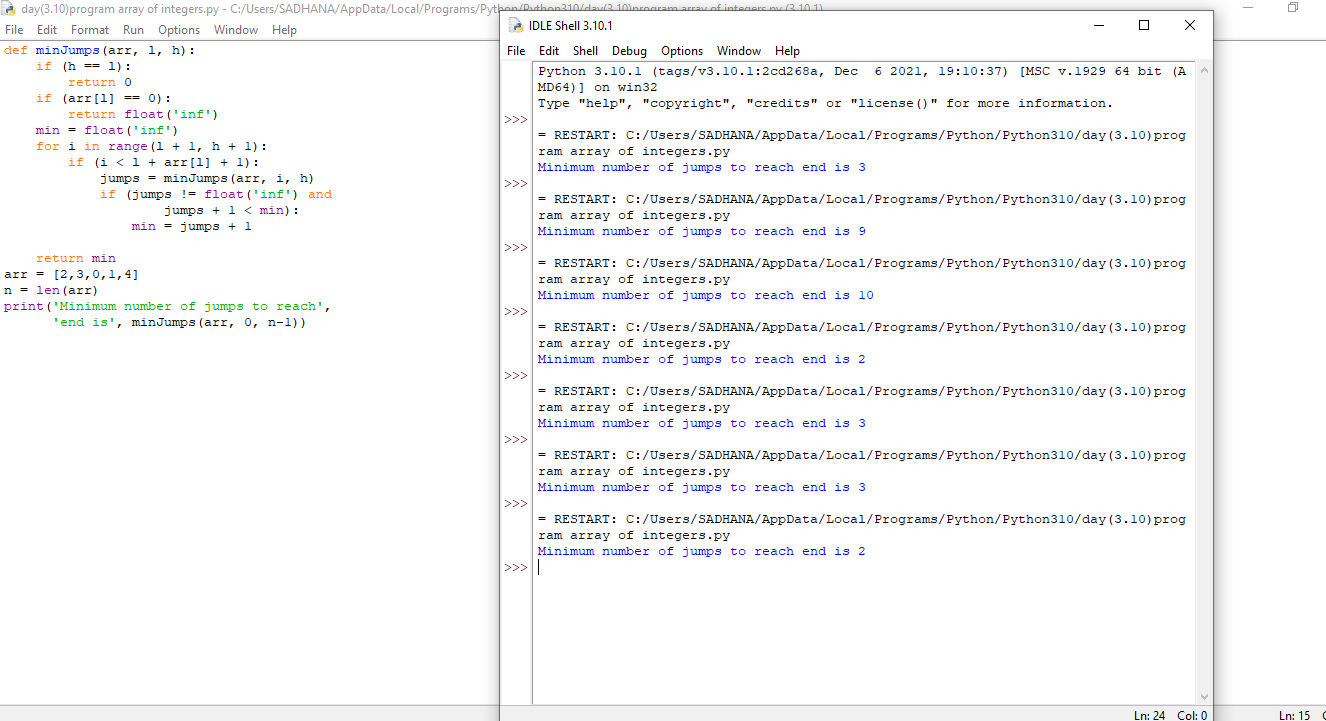 day(3.10)program array of integers.py - C:/Users/SADHANA/AppData/Local/Programs/Python/Python310/day(3.10)program array of integers.py (3.10.1)
File Edit Format Run Options Window Help
def minJumps(arr, l, h):
    if (h == l):
        return 0
    if (arr[l] == 0):
        return float('inf')
    min = float('inf')
    for i in range(l + 1, h + 1):
        if (i < l + arr[l] + 1):
            jumps = minJumps(arr, i, h)
            if (jumps != float('inf') and
                    jumps + 1 < min):
                min = jumps + 1
    return min
arr = [2,3,0,1,4]
n = len(arr)
print('Minimum number of jumps to reach',
      'end is', minJumps(arr, 0, n-1))
IDLE Shell 3.10.1
File Edit Shell Debug Options Window Help
Python 3.10.1 (tags/v3.10.1:2cd268a, Dec  6 2021, 19:10:37) [MSC v.1929 64 bit (A
MD64)] on win32
Type "help", "copyright", "credits" or "license()" for more information.
>>>
= RESTART: C:/Users/SADHANA/AppData/Local/Programs/Python/Python310/day(3.10)prog
ram array of integers.py
Minimum number of jumps to reach end is 3
>>>
= RESTART: C:/Users/SADHANA/AppData/Local/Programs/Python/Python310/day(3.10)prog
ram array of integers.py
Minimum number of jumps to reach end is 9
>>>
= RESTART: C:/Users/SADHANA/AppData/Local/Programs/Python/Python310/day(3.10)prog
ram array of integers.py
Minimum number of jumps to reach end is 10
>>>
= RESTART: C:/Users/SADHANA/AppData/Local/Programs/Python/Python310/day(3.10)prog
ram array of integers.py
Minimum number of jumps to reach end is 2
>>>
= RESTART: C:/Users/SADHANA/AppData/Local/Programs/Python/Python310/day(3.10)prog
ram array of integers.py
Minimum number of jumps to reach end is 3
>>>
= RESTART: C:/Users/SADHANA/AppData/Local/Programs/Python/Python310/day(3.10)prog
ram array of integers.py
Minimum number of jumps to reach end is 3
>>>
= RESTART: C:/Users/SADHANA/AppData/Local/Programs/Python/Python310/day(3.10)prog
ram array of integers.py
Minimum number of jumps to reach end is 2
>>>
Ln: 24 Col: 0
Ln: 15